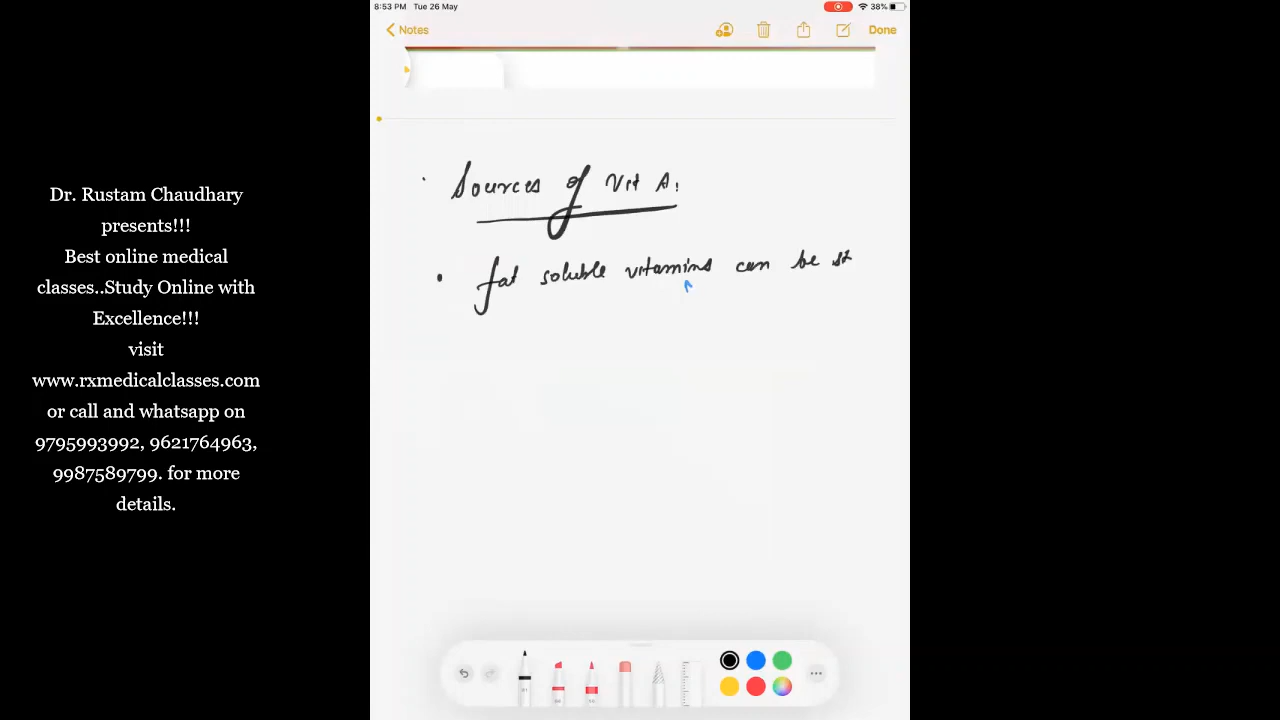 8:53 PM Tue 26 May
38%
Notes
Done
Dr. Rustam Chaudhary
presents!!!
Best online medical
classes..Study Online with
Excellence!!!
visit
www.rxmedicalclasses.com
or call and whatsapp on
9795993992, 9621764963,
9987589799. for more
details.
Sources of Vit A.
• fat soluble vitamins can be st